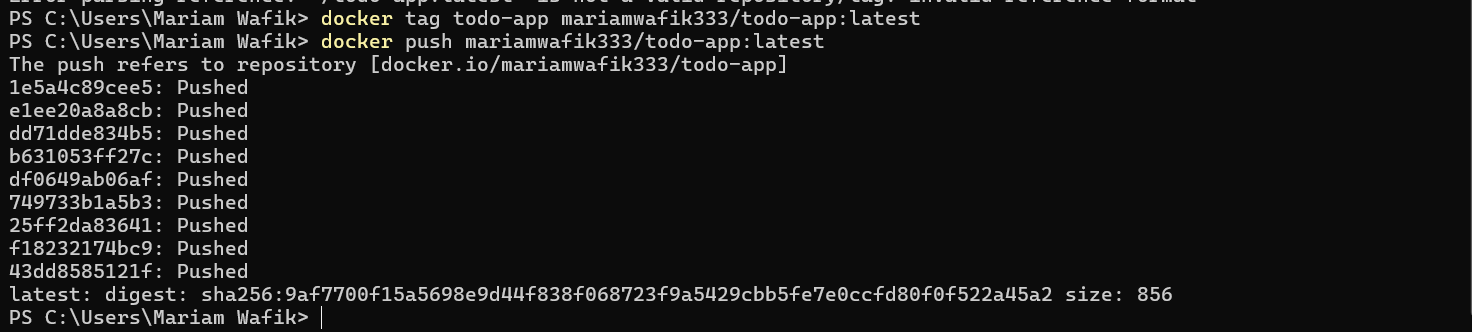 PS C:\Users\Mariam Wafik> docker tag todo-app mariamwafik333/todo-app:latest
PS C:\Users\Mariam Wafik> docker push mariamwafik333/todo-app:latest
The push refers to repository [docker.io/mariamwafik333/todo-app]
1e5a4c89cee5: Pushed
e1ee20a8a8cb: Pushed
dd71dde834b5: Pushed
b631053ff27c: Pushed
df0649ab06af: Pushed
749733b1a5b3: Pushed
25ff2da83641: Pushed
f18232174bc9: Pushed
43dd8585121f: Pushed
latest: digest: sha256:9af7700f15a5698e9d44f838f068723f9a5429cbb5fe7e0ccfd80f0f522a45a2 size: 856
PS C:\Users\Mariam Wafik>